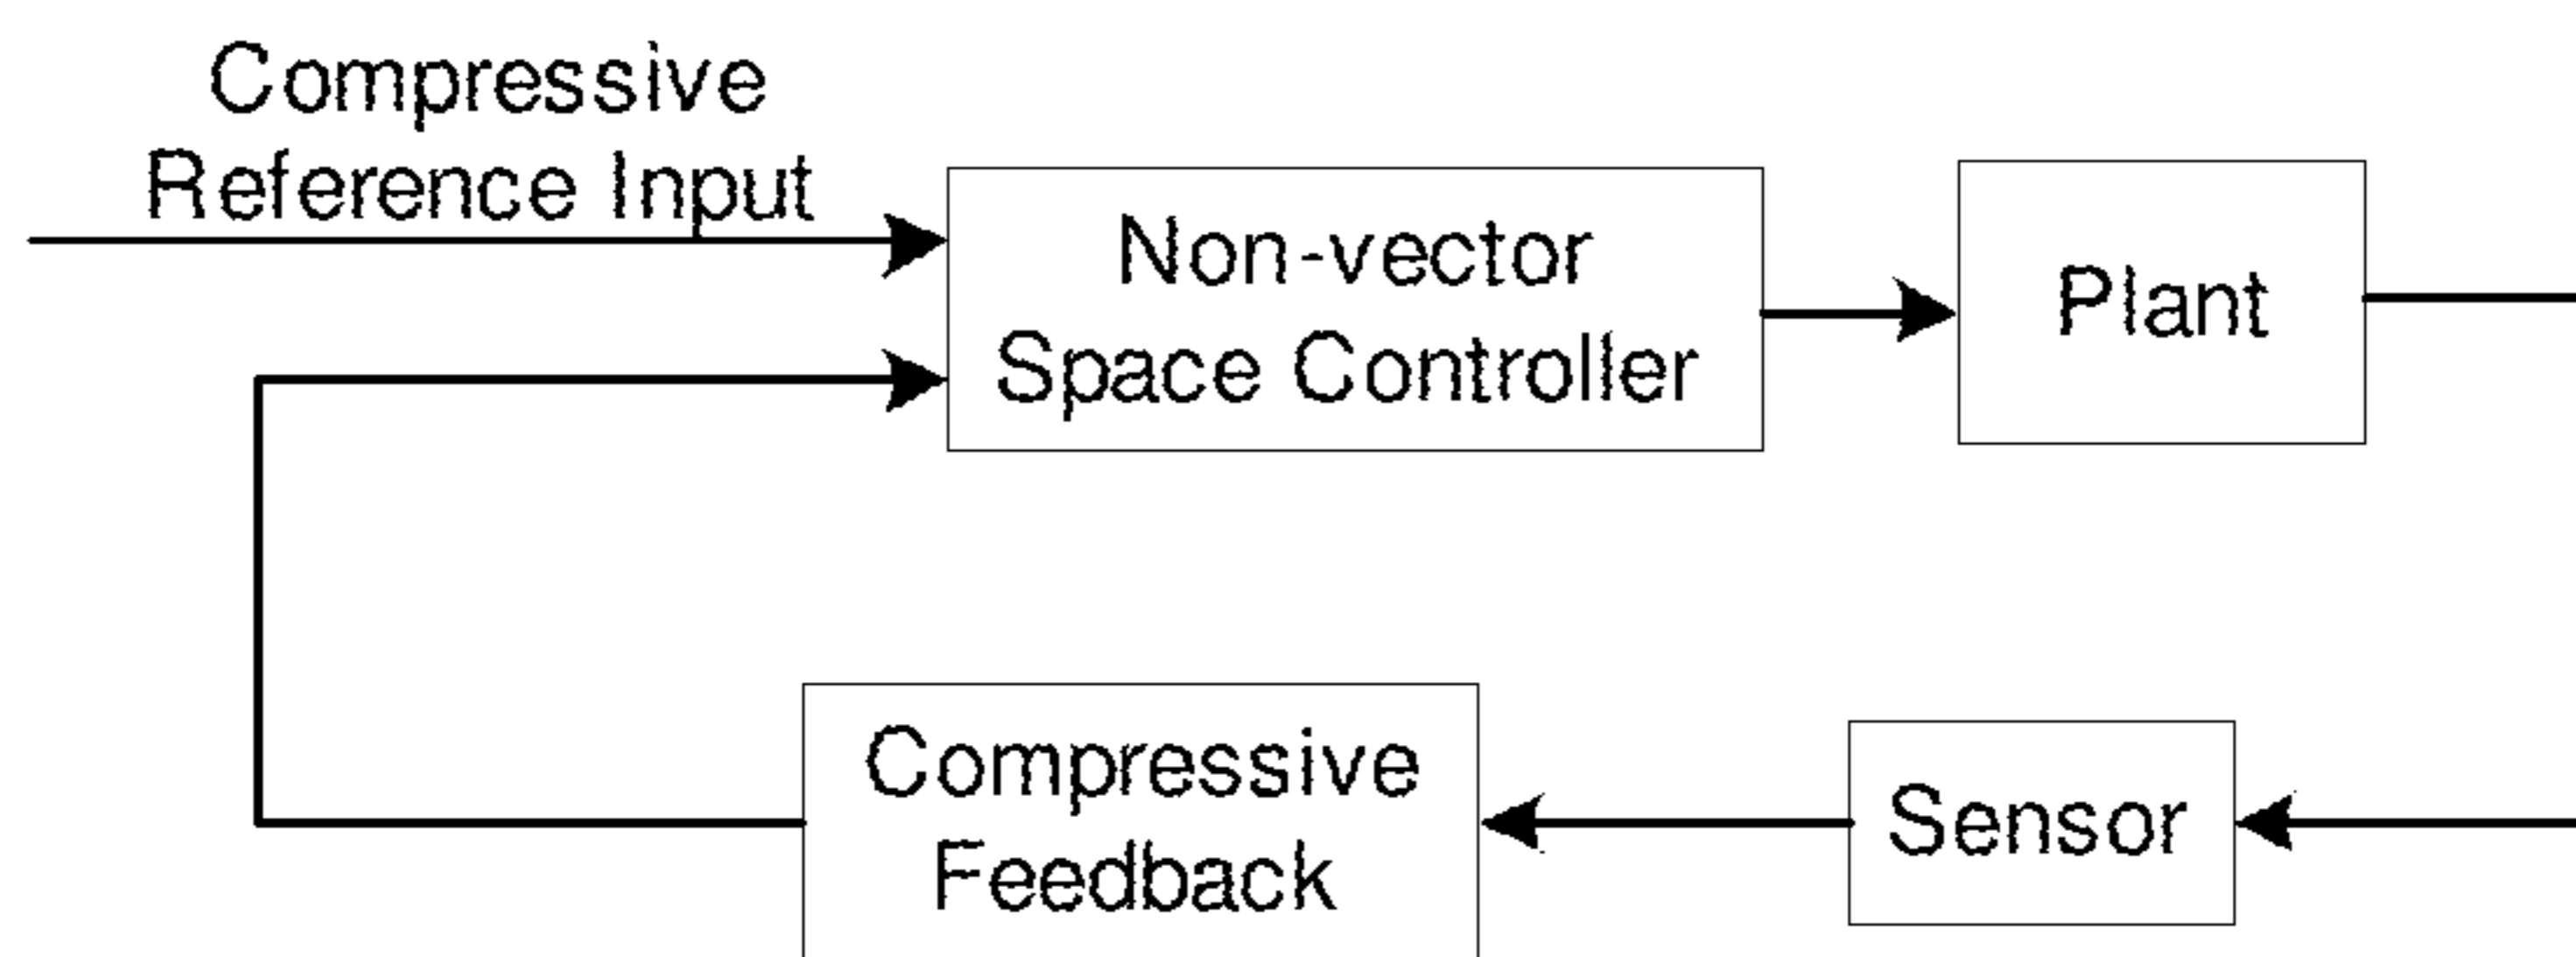 Compressive
Reference Input
Non-vector
Space Controller
Plant
Compressive
Feedback
Sensor